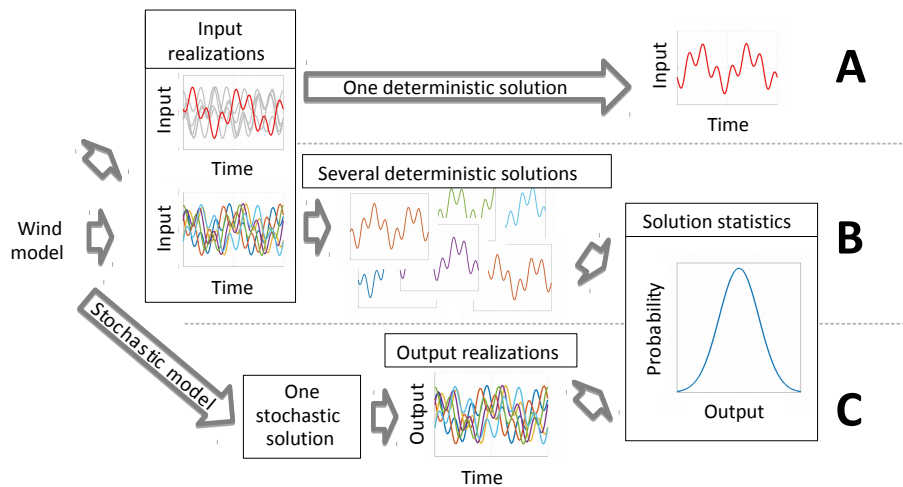 Input
realizations
Input
Time
One deterministic solution
Input
Time
A
Wind
model
Input
Time
Several deterministic solutions
Solution statistics
Probability
Output
B
Stochastic model
One
stochastic
solution
Output realizations
Output
Time
C